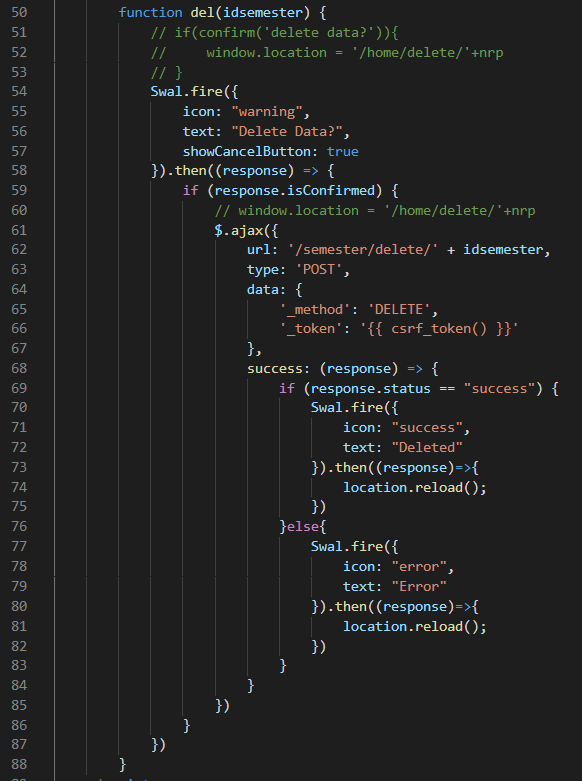 50 function del(idsemester) {
51 // if(confirm('delete data?')){
52 //     window.location = '/home/delete/'+nrp
53 // }
54 Swal.fire({
55 icon: "warning",
56 text: "Delete Data?",
57 showCancelButton: true
58 }).then((response) => {
59 if (response.isConfirmed) {
60 // window.location = '/home/delete/'+nrp
61 $.ajax({
62 url: '/semester/delete/' + idsemester,
63 type: 'POST',
64 data: {
65 '_method': 'DELETE',
66 '_token': '{{ csrf_token() }}'
67 },
68 success: (response) => {
69 if (response.status == "success") {
70 Swal.fire({
71 icon: "success",
72 text: "Deleted"
73 }).then((response)=>{
74 location.reload();
75 })
76 }else{
77 Swal.fire({
78 icon: "error",
79 text: "Error"
80 }).then((response)=>{
81 location.reload();
82 })
83 }
84 }
85 })
86 }
87 })
88 }